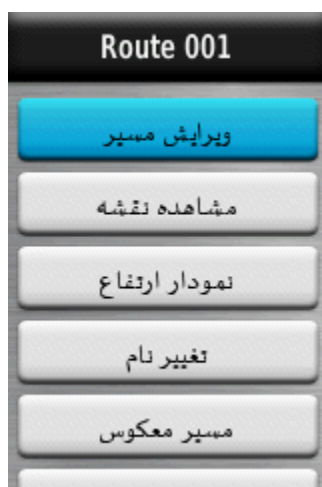 Route 001
ویرایش مسیر
مشاهده نقشه
نمودار ارتفاع
تغییر نام
مسیر معکوس